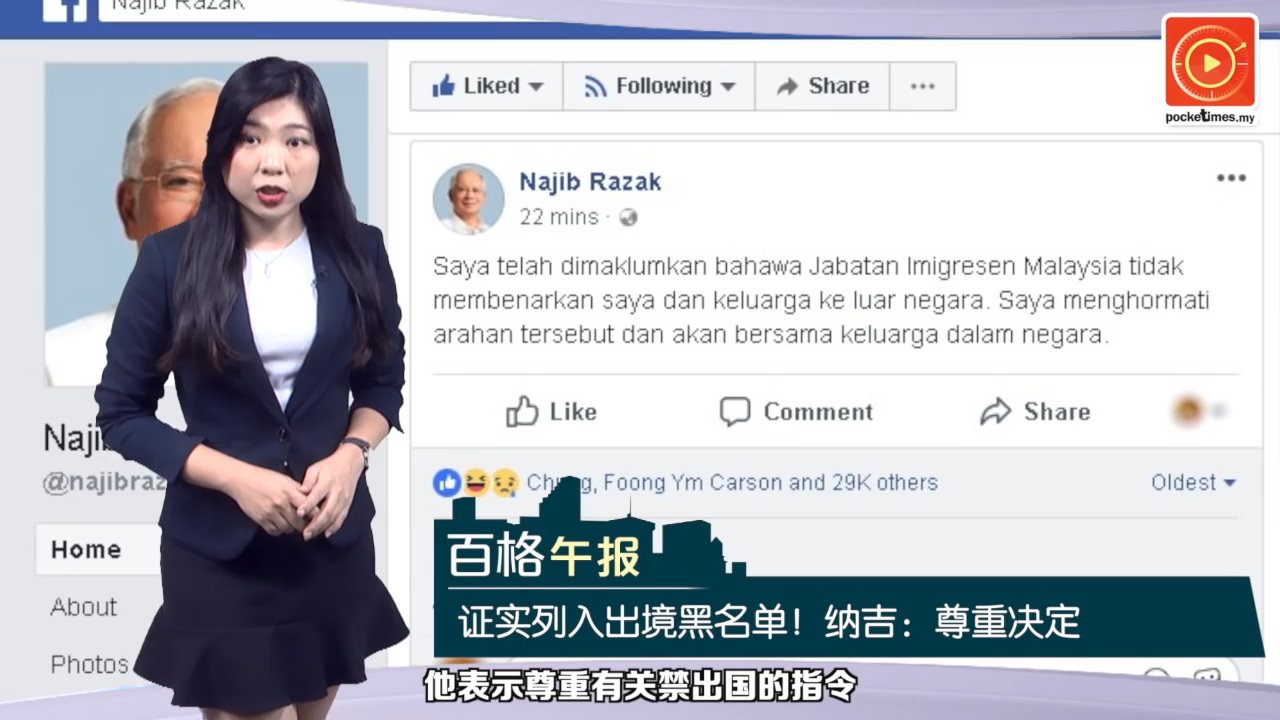 Najib Razak
Liked
Following
Share
pocketimes.my
Najib Razak
22 mins
Saya telah dimaklumkan bahawa Jabatan Imigresen Malaysia tidak
membenarkan saya dan keluarga ke luar negara. Saya menghormati
arahan tersebut dan akan bersama keluarga dalam negara.
Like
Comment
Share
Foong Ym Carson and 29K others
Oldest
@najibraz
Home
About
Photos
百格午报
证实列入出境黑名单！纳吉：尊重决定
他表示尊重有关禁出国的指令